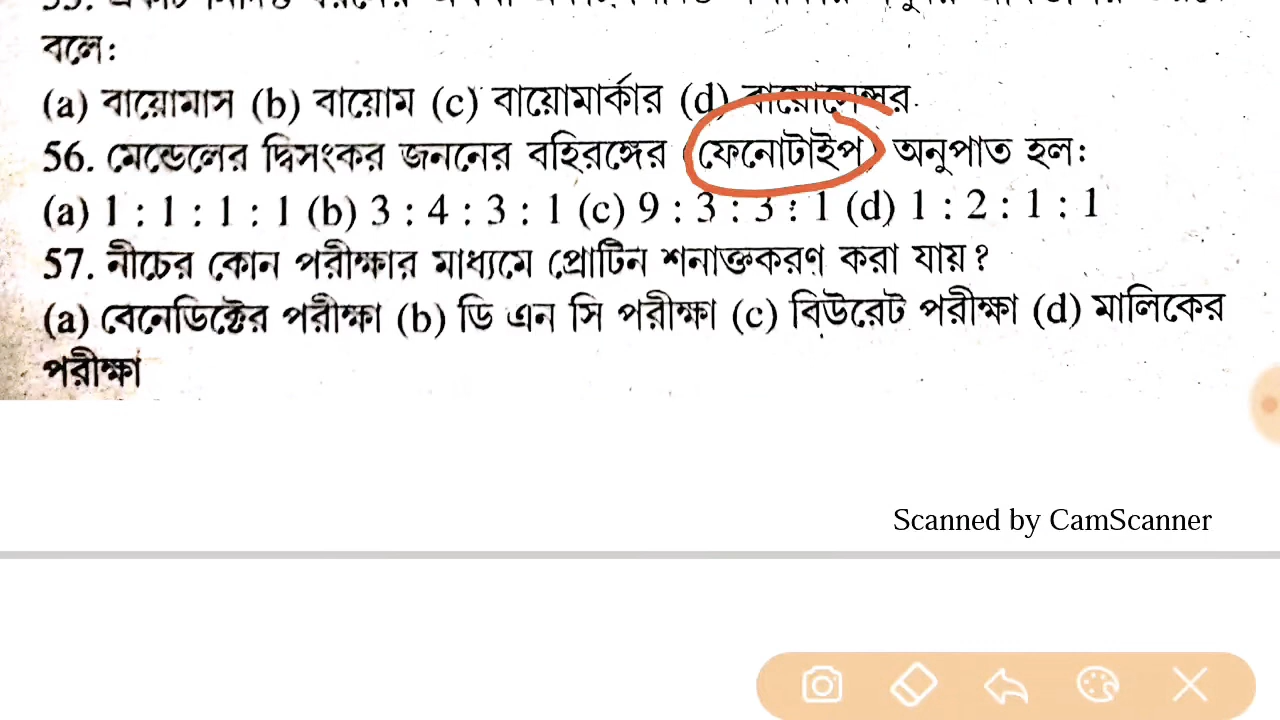 বলে:
(a) বায়োমাস (b) বায়োম (c) বায়োমার্কার (d) বায়োসেন্সর
56. মেন্ডেলের দ্বিসংকর জননের বহিরঙ্গের (ফেনোটাইপ) অনুপাত হল:
(a) 1 : 1 : 1 : 1 (b) 3 : 4 : 3 : 1 (c) 9 : 3 : 3 : 1 (d) 1 : 2 : 1 : 1
57. নীচের কোন পরীক্ষার মাধ্যমে প্রোটিন শনাক্তকরণ করা যায়?
(a) বেনেডিক্টের পরীক্ষা (b) ডি এন সি পরীক্ষা (c) বিউরেট পরীক্ষা (d) মালিকের
পরীক্ষা
Scanned by CamScanner